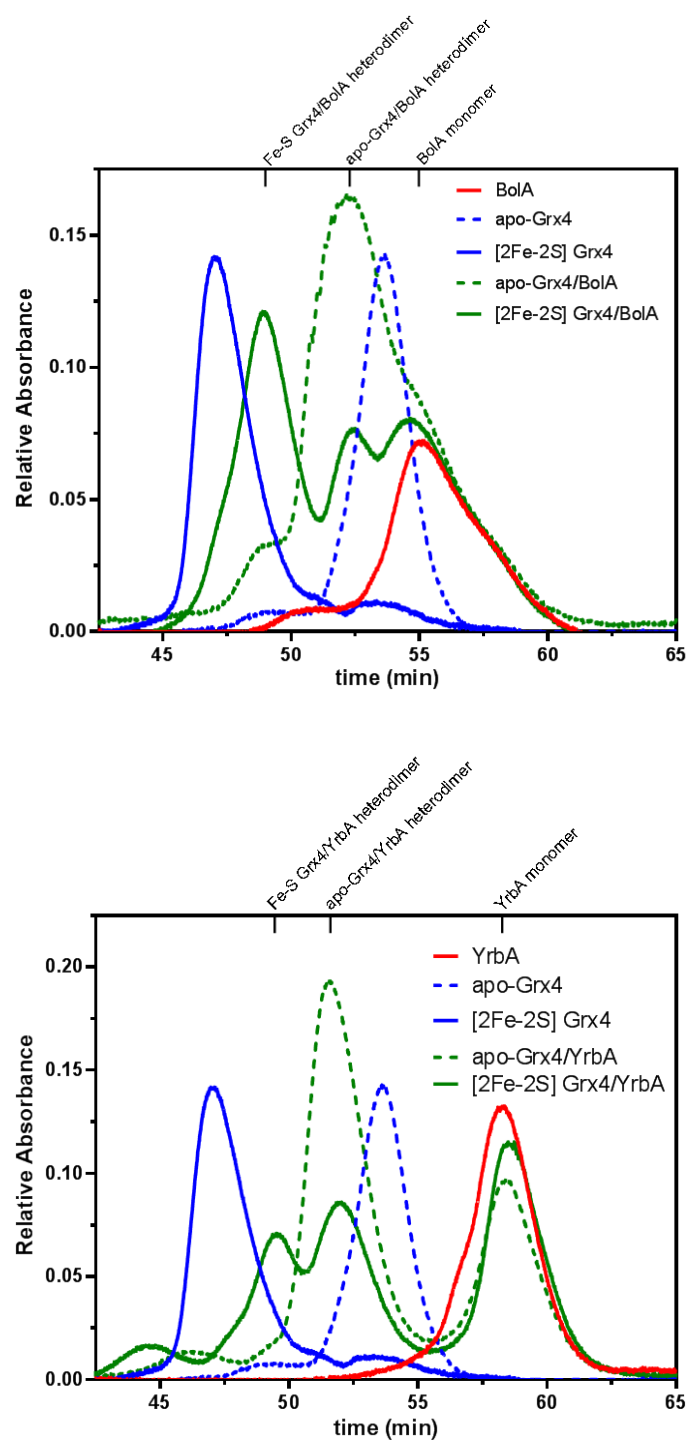 Fe-S Grx4/BolA heterodimer
apo-Grx4/BolA heterodimer
BolA monomer
BolA
apo-Grx4
[2Fe-2S] Grx4
apo-Grx4/BolA
[2Fe-2S] Grx4/BolA
Relative Absorbance
0.15
0.10
0.05
0.00
45 50 55 60 65
time (min)
Fe-S Grx4/YrbA heterodimer
apo-Grx4/YrbA heterodimer
YrbA monomer
YrbA
apo-Grx4
[2Fe-2S] Grx4
apo-Grx4/YrbA
[2Fe-2S] Grx4/YrbA
Relative Absorbance
0.20
0.15
0.10
0.05
0.00
45 50 55 60 65
time (min)